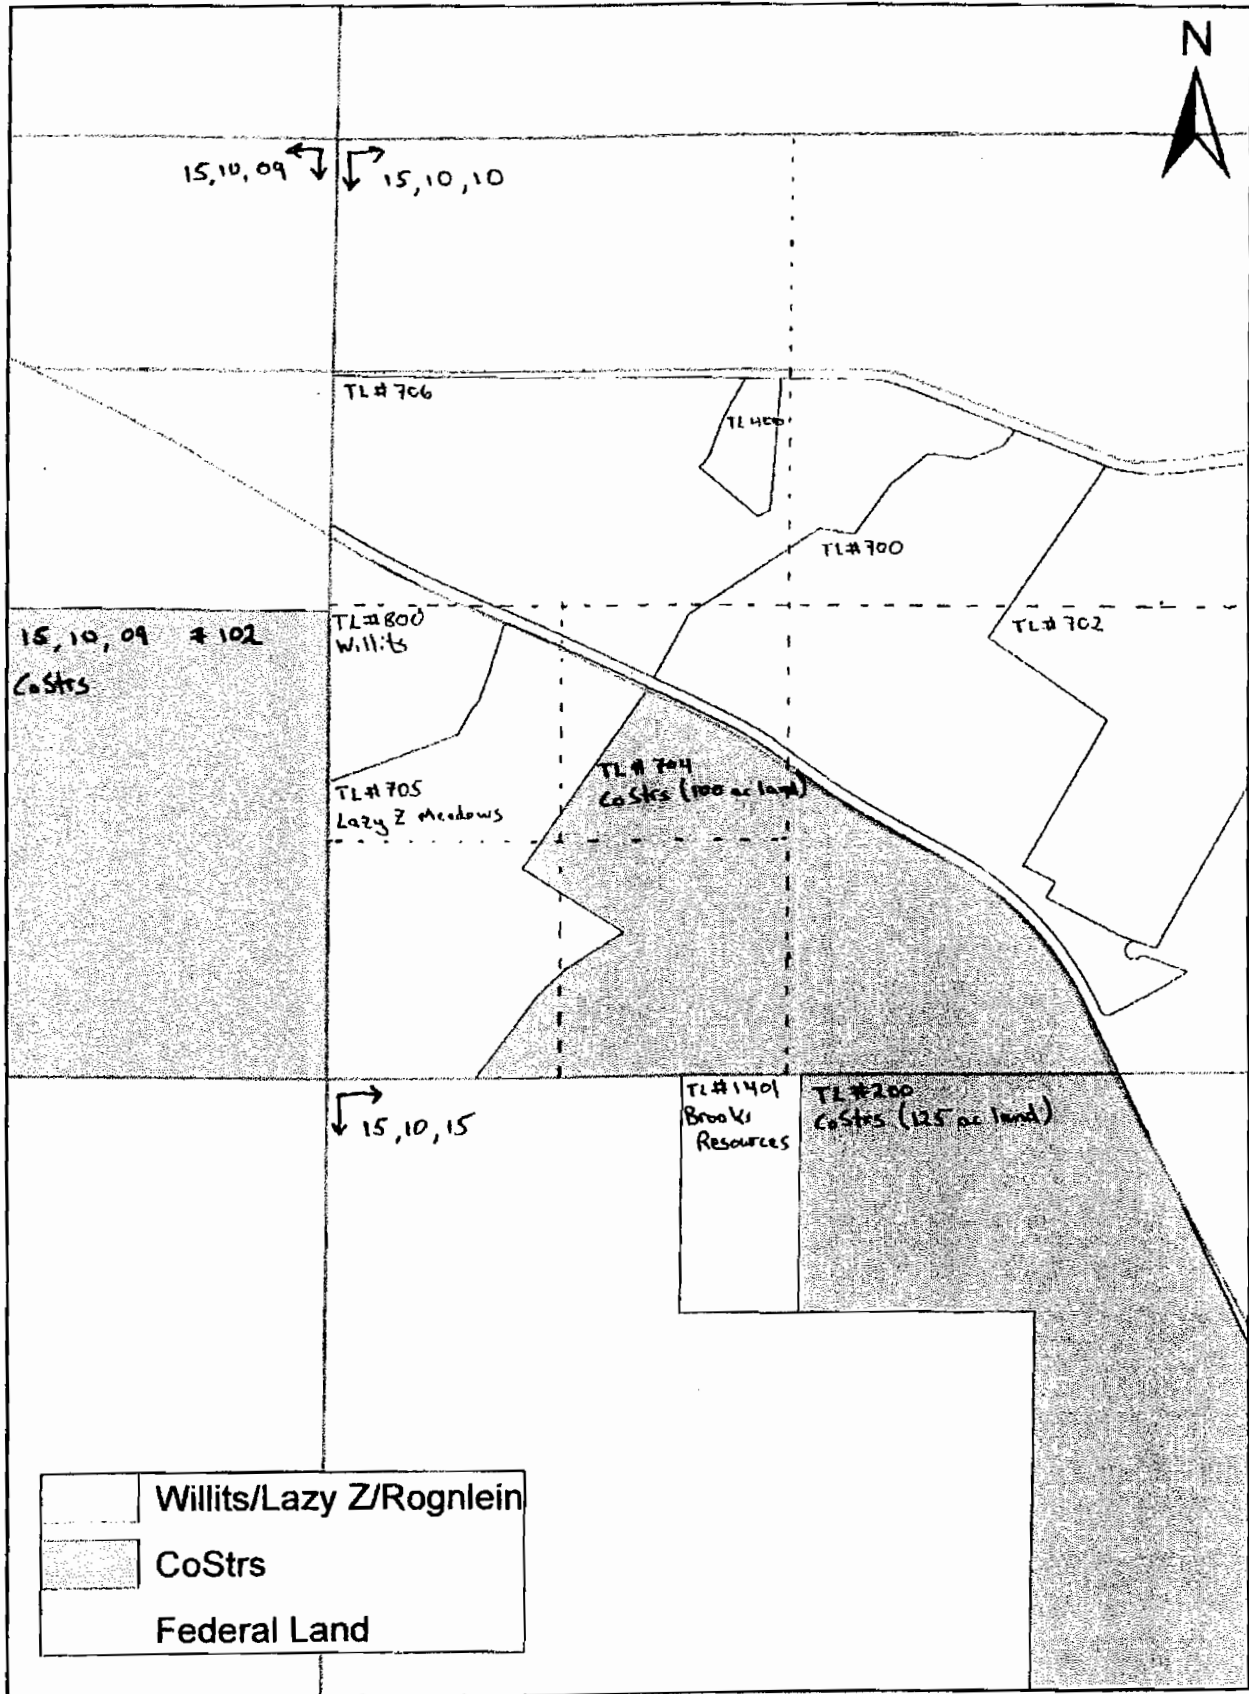 N
15,10,09
15,10,10
TL# 706
TL 400
TL#700
TL#800
Willits
TL# 702
15,10,09 #102
CoStrs
TL# 705
Lazy Z Meadows
TL# 704
CoStrs (100 ac land)
15,10,15
TL#1401
Brooks
Resources
TL#200
CoStrs (125 ac land)
Willits/Lazy Z/Rognlein
CoStrs
Federal Land